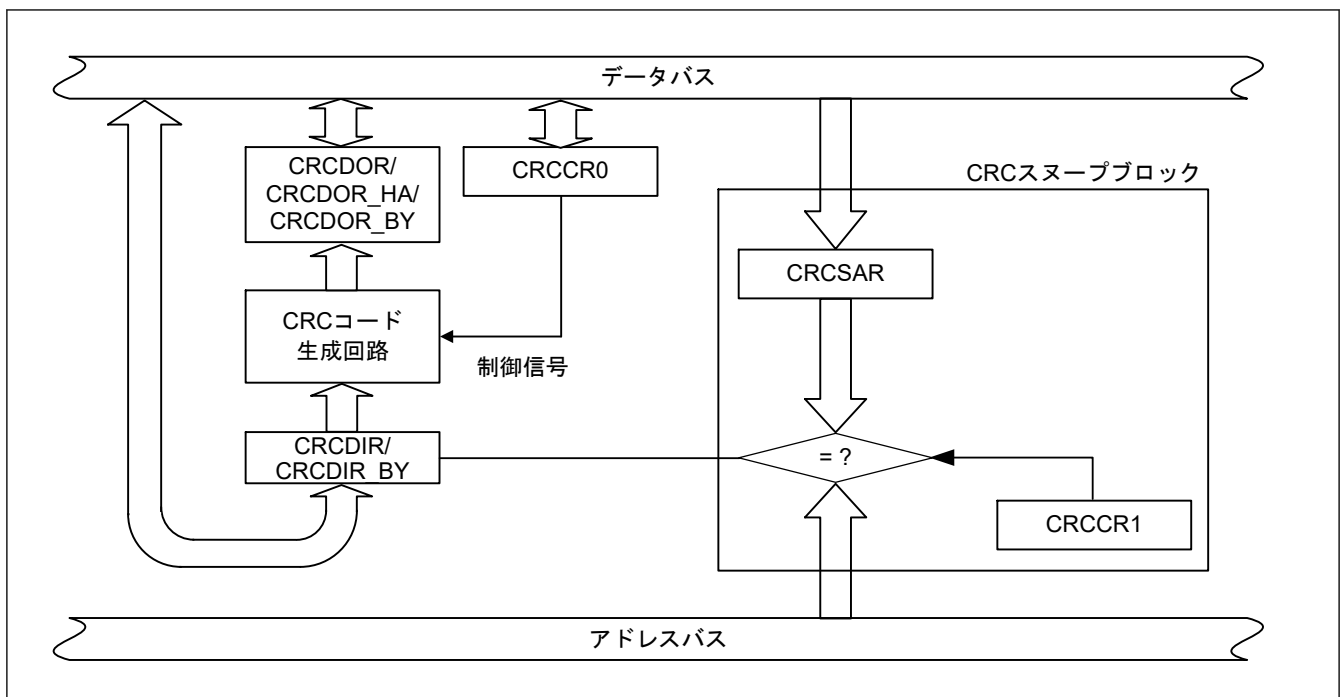 データバス
CRCDOR/
CRCDOR_HA/
CRCDOR_BY
CRCCR0
CRCスヌープブロック
CRCSAR
CRCコード
生成回路
制御信号
CRCDIR/
CRCDIR_BY
= ?
CRCCR1
アドレスバス